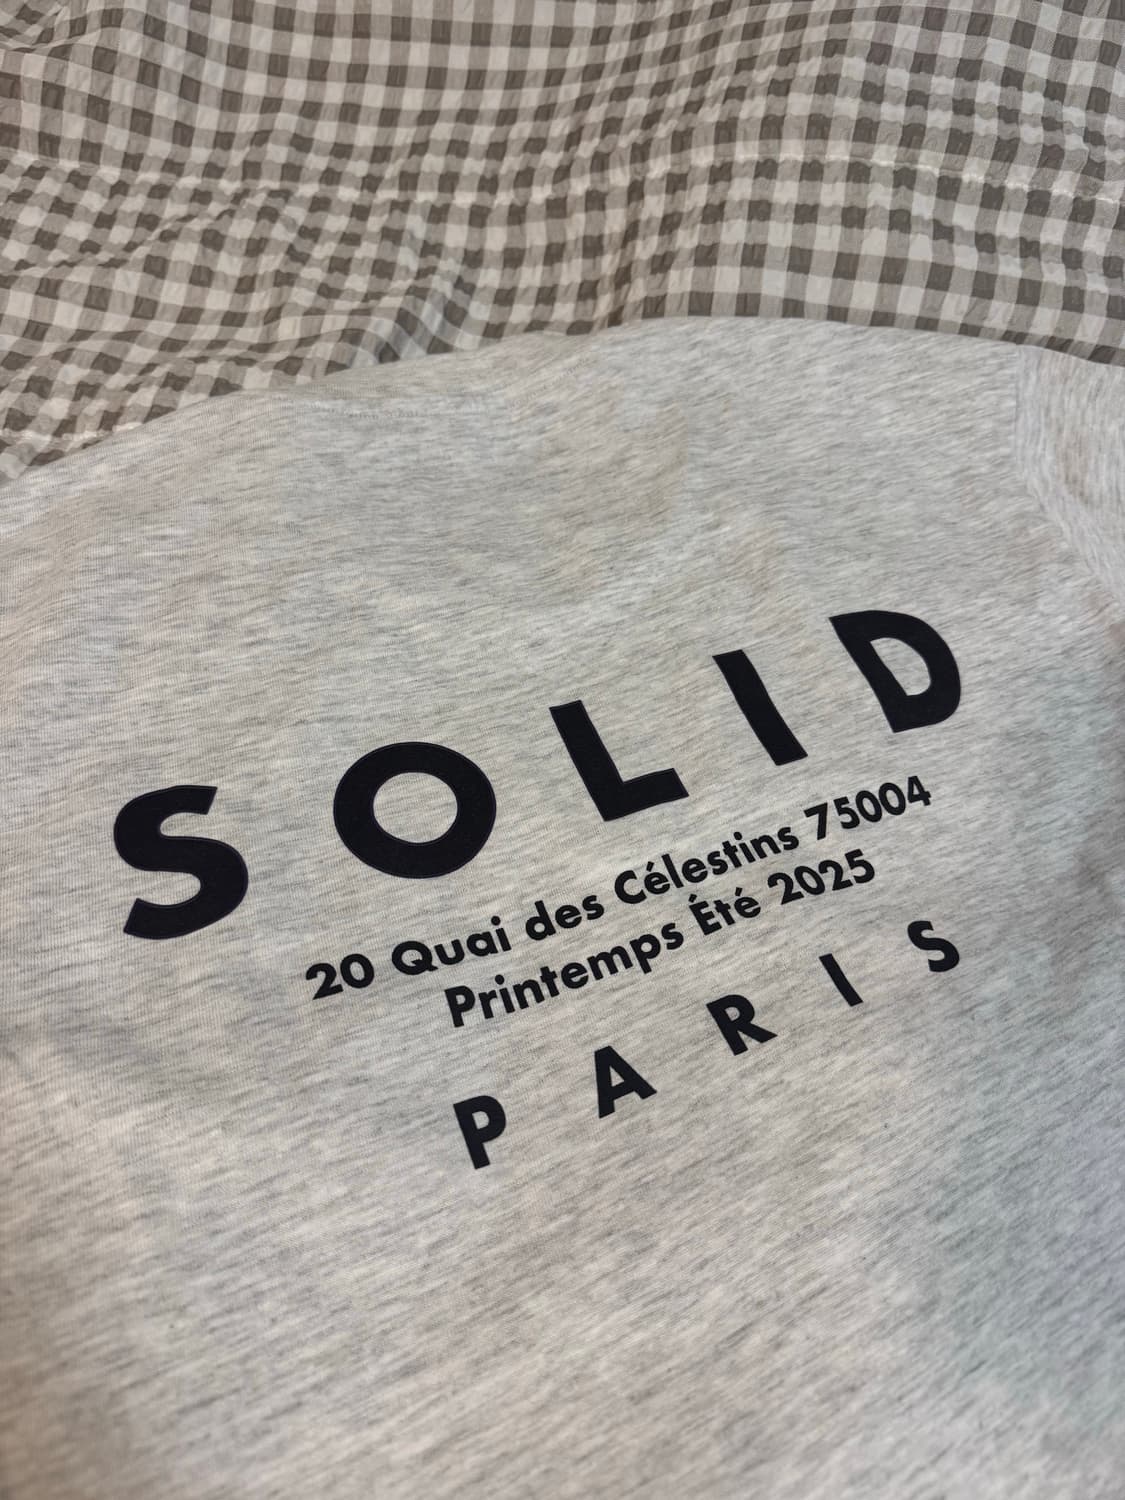 SOLID
20 Quai des Célestins 75004
Printemps Été 2025
PARIS